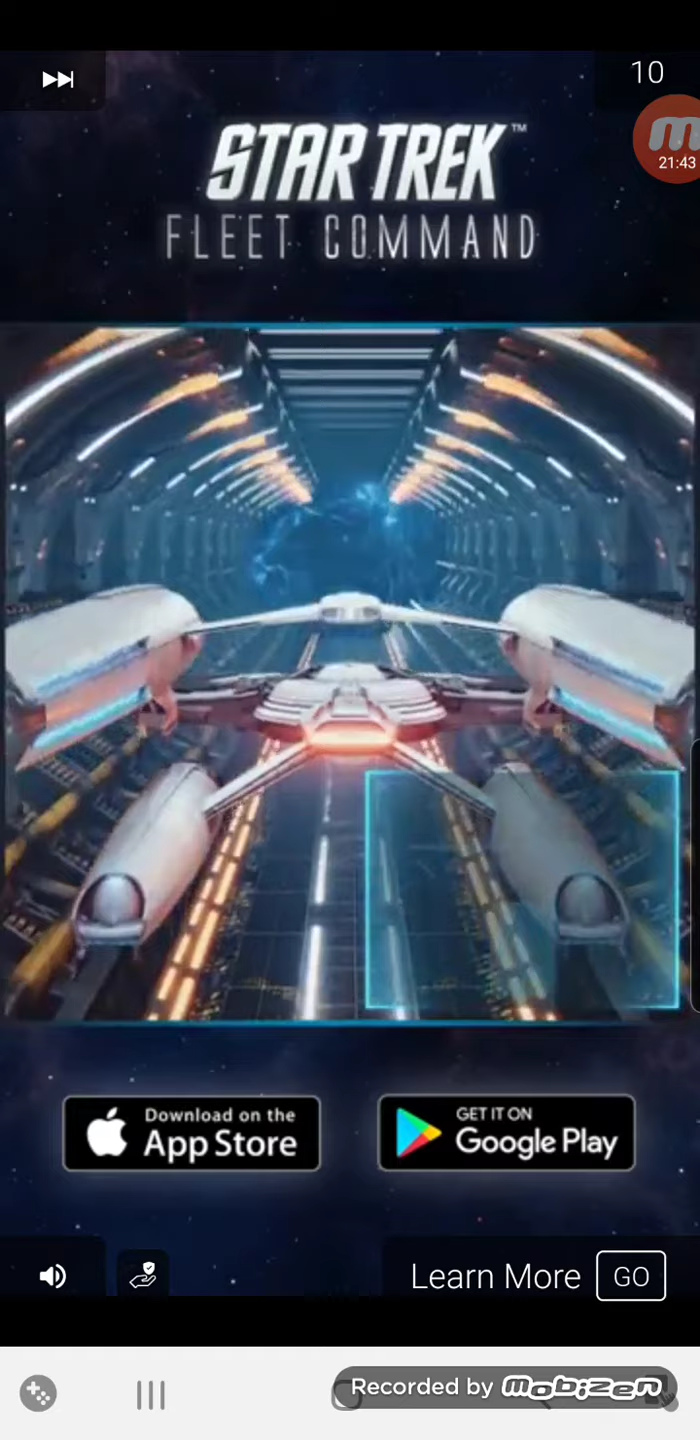 10
21:43
STAR TREK™
FLEET COMMAND
Download on the
App Store
GET IT ON
Google Play
Learn More GO
Recorded by mobizen